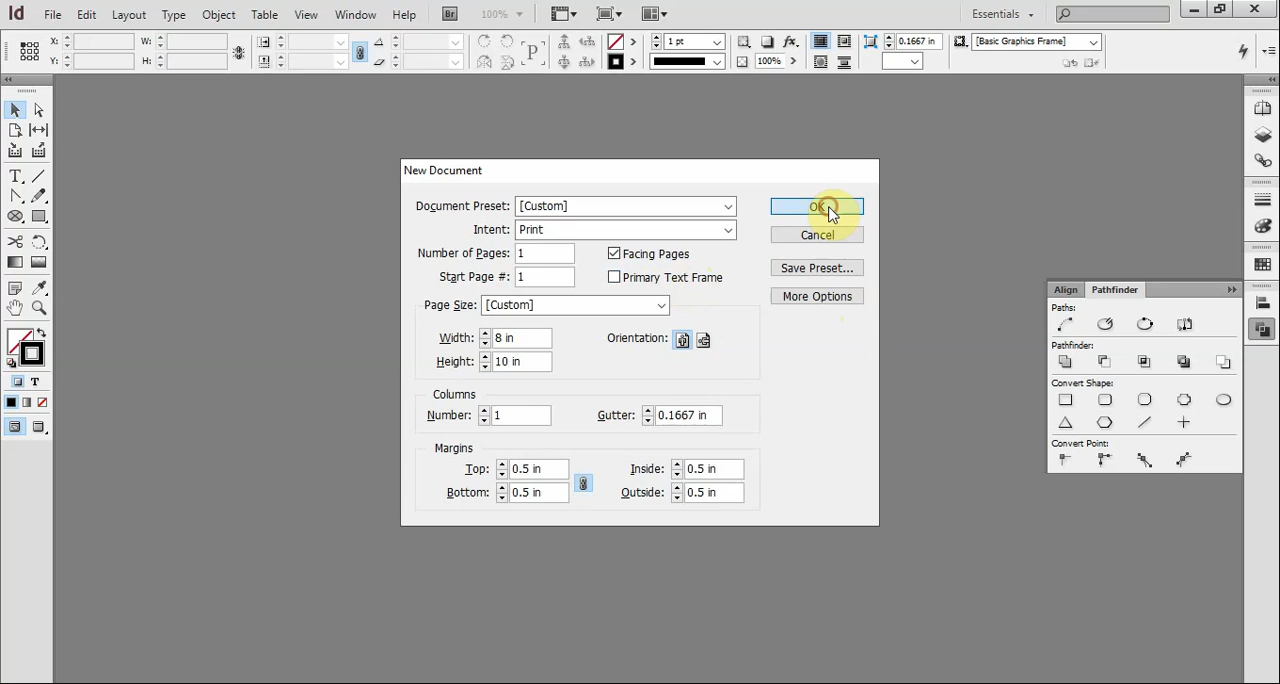 Id File Edit Layout Type Object Table View Window Help Br 100% Essentials
X: W: 1 pt fx 0.1667 in [Basic Graphics Frame]
Y: H: P 100%
New Document
Document Preset: [Custom] OK
Intent: Print Cancel
Number of Pages: 1 Facing Pages
Start Page #: 1 Primary Text Frame Save Preset...
More Options
Page Size: [Custom]
Width: 8 in Orientation:
Height: 10 in
Columns
Number: 1 Gutter: 0.1667 in
Margins
Top: 0.5 in Inside: 0.5 in
Bottom: 0.5 in Outside: 0.5 in
Align Pathfinder
Paths:
Pathfinder:
Convert Shape:
Convert Point:
T
T